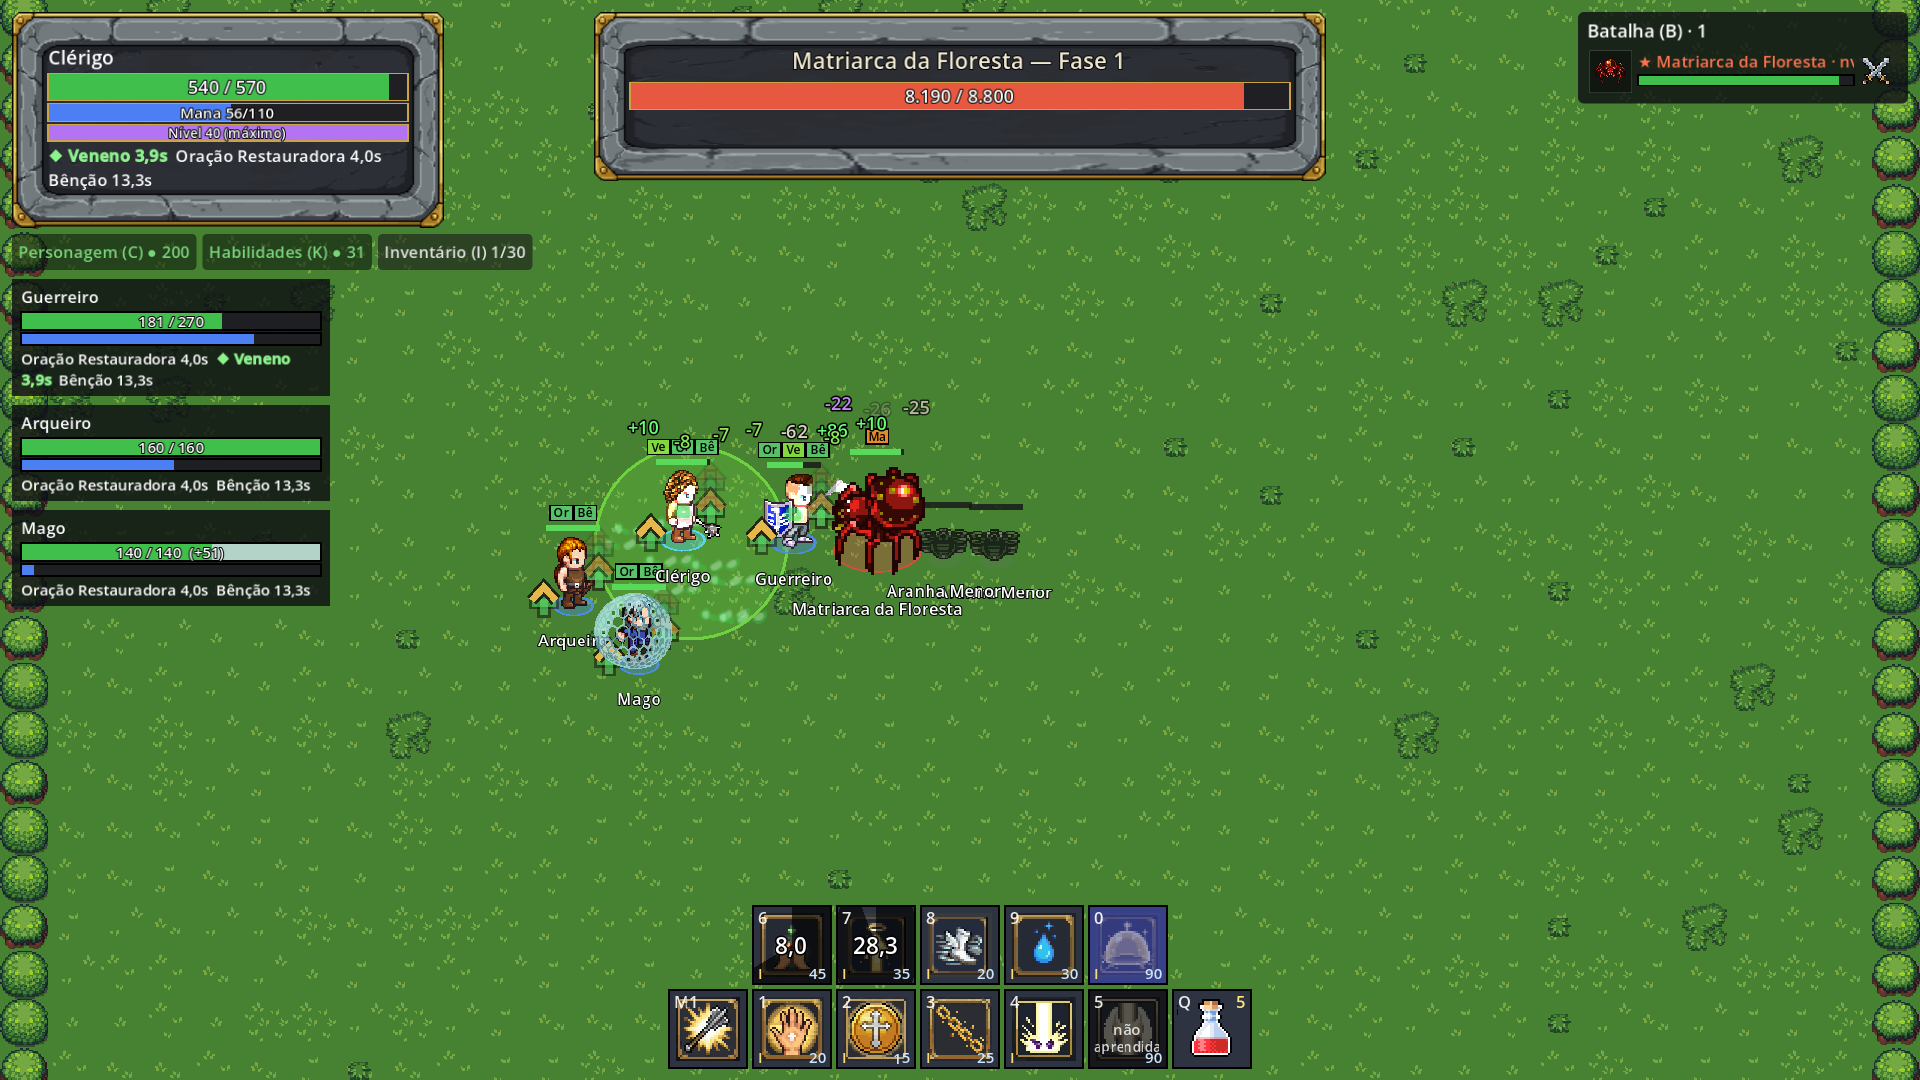 Clérigo
540 / 570
Mana 56/110
Nível 40 (máximo)
◆ Veneno 3,9s Oração Restauradora 4,0s
Bênção 13,3s
Matriarca da Floresta — Fase 1
8.190 / 8.800
Batalha (B) · 1
★ Matriarca da Floresta · nv
Personagem (C) ● 200
Habilidades (K) ● 31
Inventário (I) 1/30
Guerreiro
181 / 270
Oração Restauradora 4,0s ◆ Veneno
3,9s Bênção 13,3s
Arqueiro
160 / 160
Oração Restauradora 4,0s Bênção 13,3s
Mago
140 / 140 (+51)
Oração Restauradora 4,0s Bênção 13,3s
-22
-26
-25
+10
-8
-7
-7
-62
+86
-8
+10
Ma
Ve
Bê
Or Ve Bê
Or Bê
Or Bê
Clérigo
Guerreiro
Aranha Menor
Menor
Matriarca da Floresta
Arqueir
Mago
6
8,0
45
7
28,3
35
8
20
9
30
0
90
M1
1
20
2
15
3
25
4
5
não
aprendida
90
Q
5